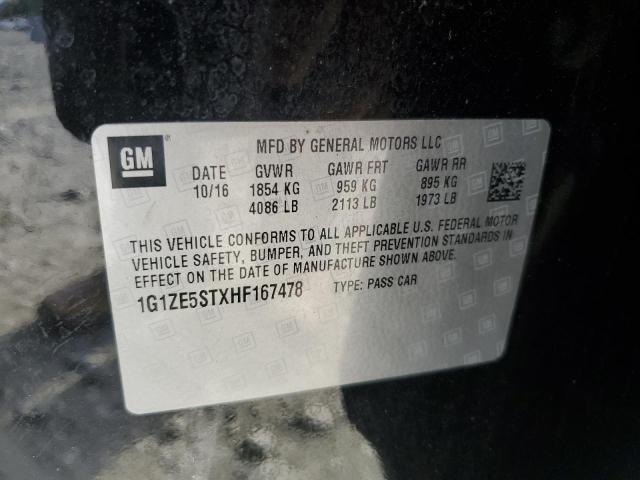 GM
MFD BY GENERAL MOTORS LLC
DATE GVWR GAWR FRT GAWR RR
10/16 1854 KG 959 KG 895 KG
4086 LB 2113 LB 1973 LB
THIS VEHICLE CONFORMS TO ALL APPLICABLE U.S. FEDERAL MOTOR
VEHICLE SAFETY, BUMPER, AND THEFT PREVENTION STANDARDS IN
EFFECT ON THE DATE OF MANUFACTURE SHOWN ABOVE.
1G1ZE5STXHF167478 TYPE: PASS CAR